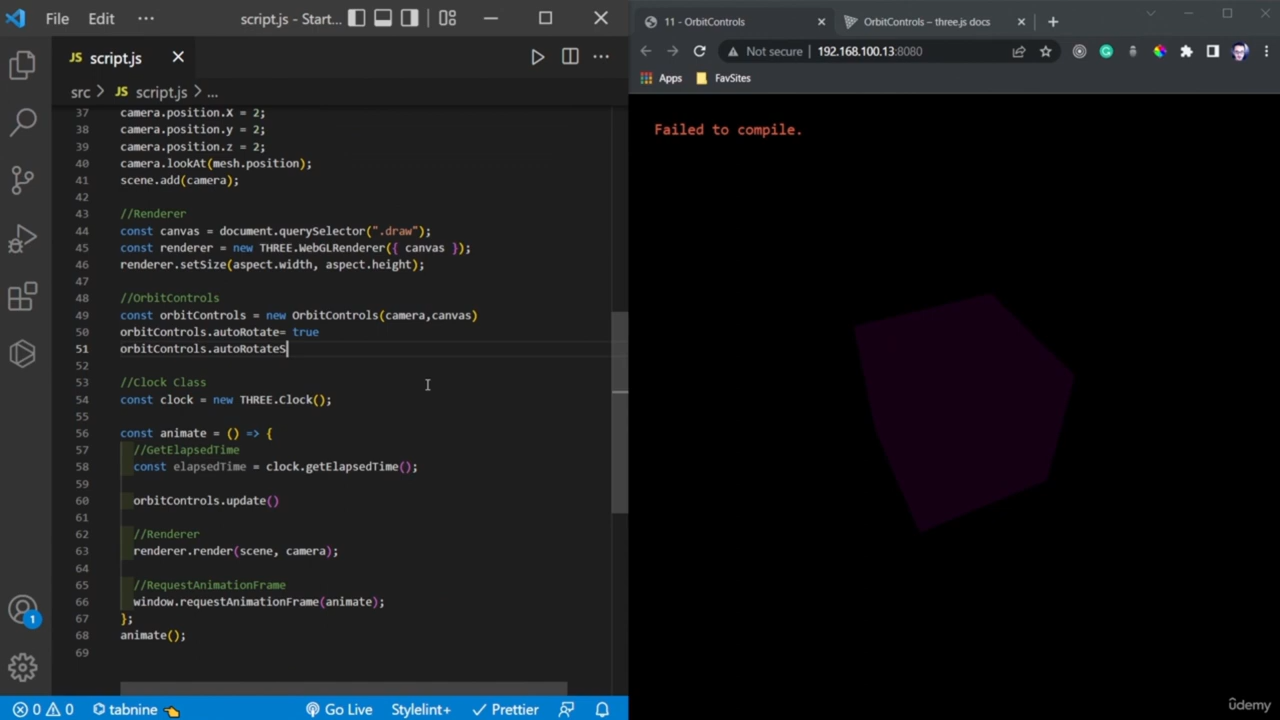 File Edit ··· script.js - Start...
JS script.js
src > JS script.js > ...
37 camera.position.X = 2;
38 camera.position.y = 2;
39 camera.position.z = 2;
40 camera.lookAt(mesh.position);
41 scene.add(camera);
42
43 //Renderer
44 const canvas = document.querySelector(".draw");
45 const renderer = new THREE.WebGLRenderer({ canvas });
46 renderer.setSize(aspect.width, aspect.height);
47
48 //OrbitControls
49 const orbitControls = new OrbitControls(camera,canvas)
50 orbitControls.autoRotate= true
51 orbitControls.autoRotateS
52
53 //Clock Class
54 const clock = new THREE.Clock();
55
56 const animate = () => {
57 //GetElapsedTime
58 const elapsedTime = clock.getElapsedTime();
59
60 orbitControls.update()
61
62 //Renderer
63 renderer.render(scene, camera);
64
65 //RequestAnimationFrame
66 window.requestAnimationFrame(animate);
67 };
68 animate();
69
1
0 0 tabnine Go Live Stylelint+ Prettier
11 - OrbitControls OrbitControls – three.js docs
Not secure | 192.168.100.13:8080
Apps FavSites
Failed to compile.
ûdemy